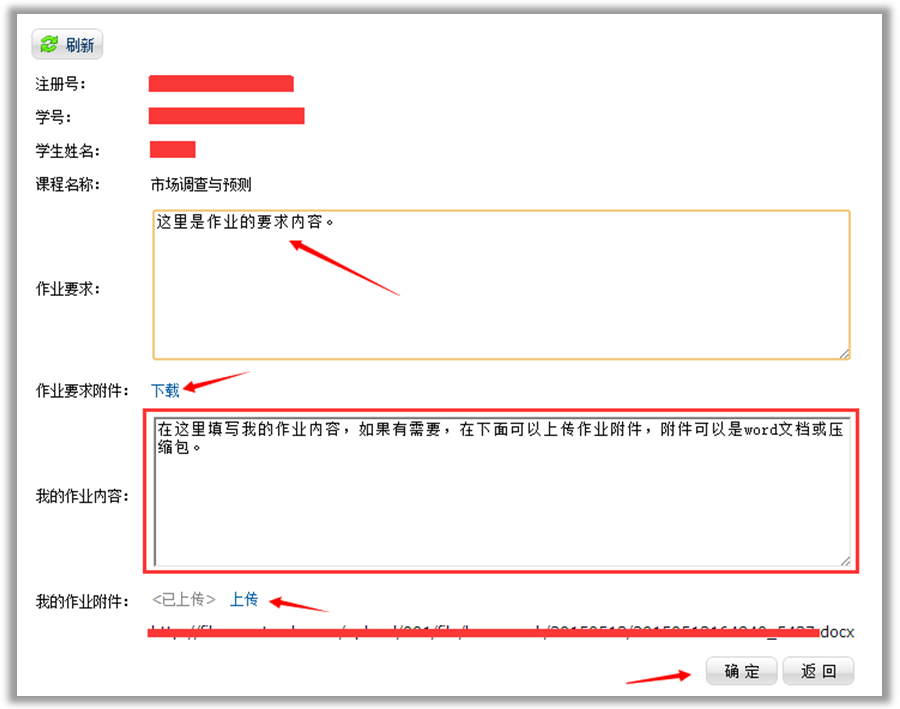 刷新
注册号：
学号：
学生姓名：
课程名称： 市场调查与预测
作业要求： 这里是作业的要求内容。
作业要求附件： 下载
我的作业内容： 在这里填写我的作业内容，如果有需要，在下面可以上传作业附件，附件可以是word文档或压
缩包。
我的作业附件： <已上传> 上传
docx
确 定 返 回